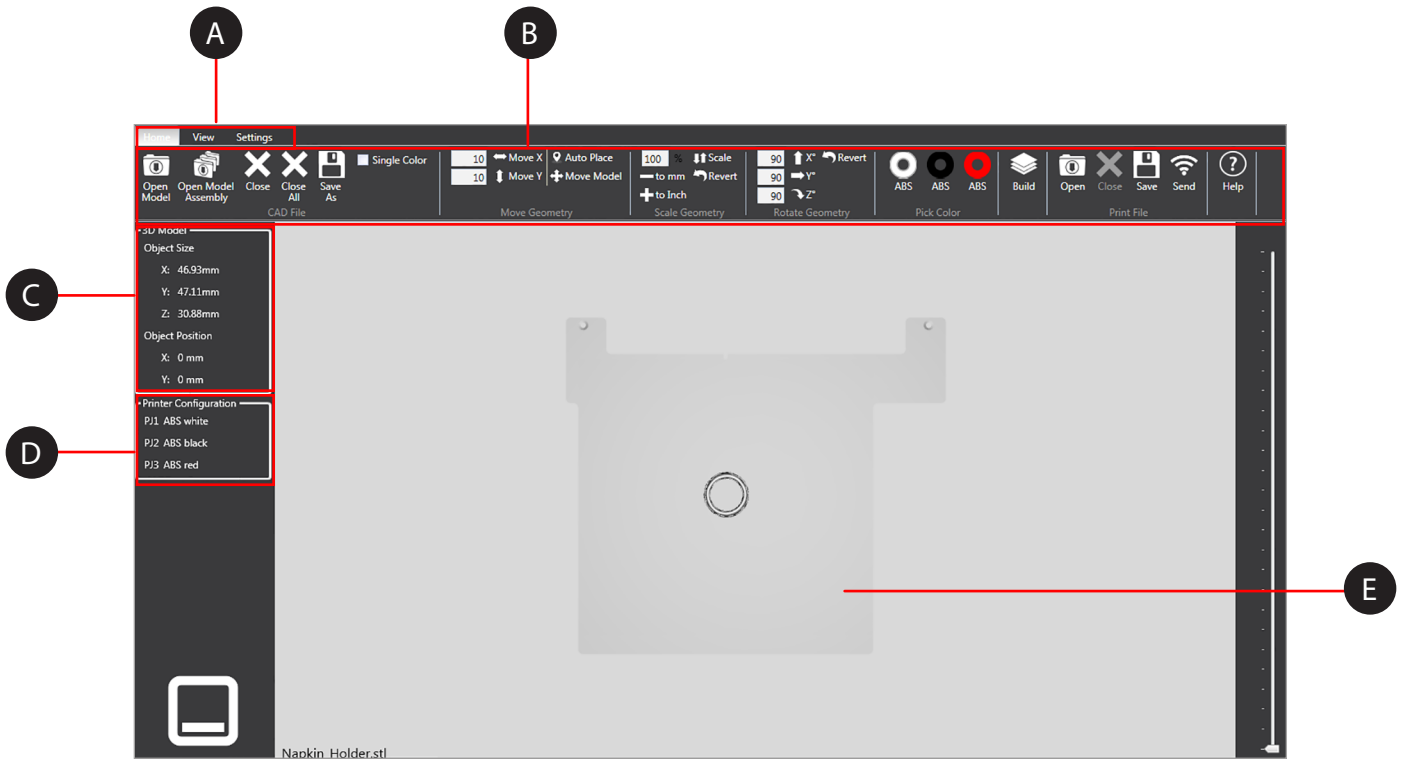 A
B
Home View Settings
Open Model
Open Model Assembly
Close
Close All
Save As
Single Color
CAD File
10 Move X
10 Move Y
Auto Place
Move Model
Move Geometry
100 % Scale
to mm Revert
to Inch
Scale Geometry
90 X° Revert
90 Y°
90 Z°
Rotate Geometry
ABS ABS ABS
Pick Color
Build
Open Close Save Send
Print File
Help
3D Model
Object Size
X: 46.93mm
Y: 47.11mm
Z: 30.88mm
Object Position
X: 0 mm
Y: 0 mm
C
Printer Configuration
PJ1 ABS white
PJ2 ABS black
PJ3 ABS red
D
E
Napkin_Holder.stl